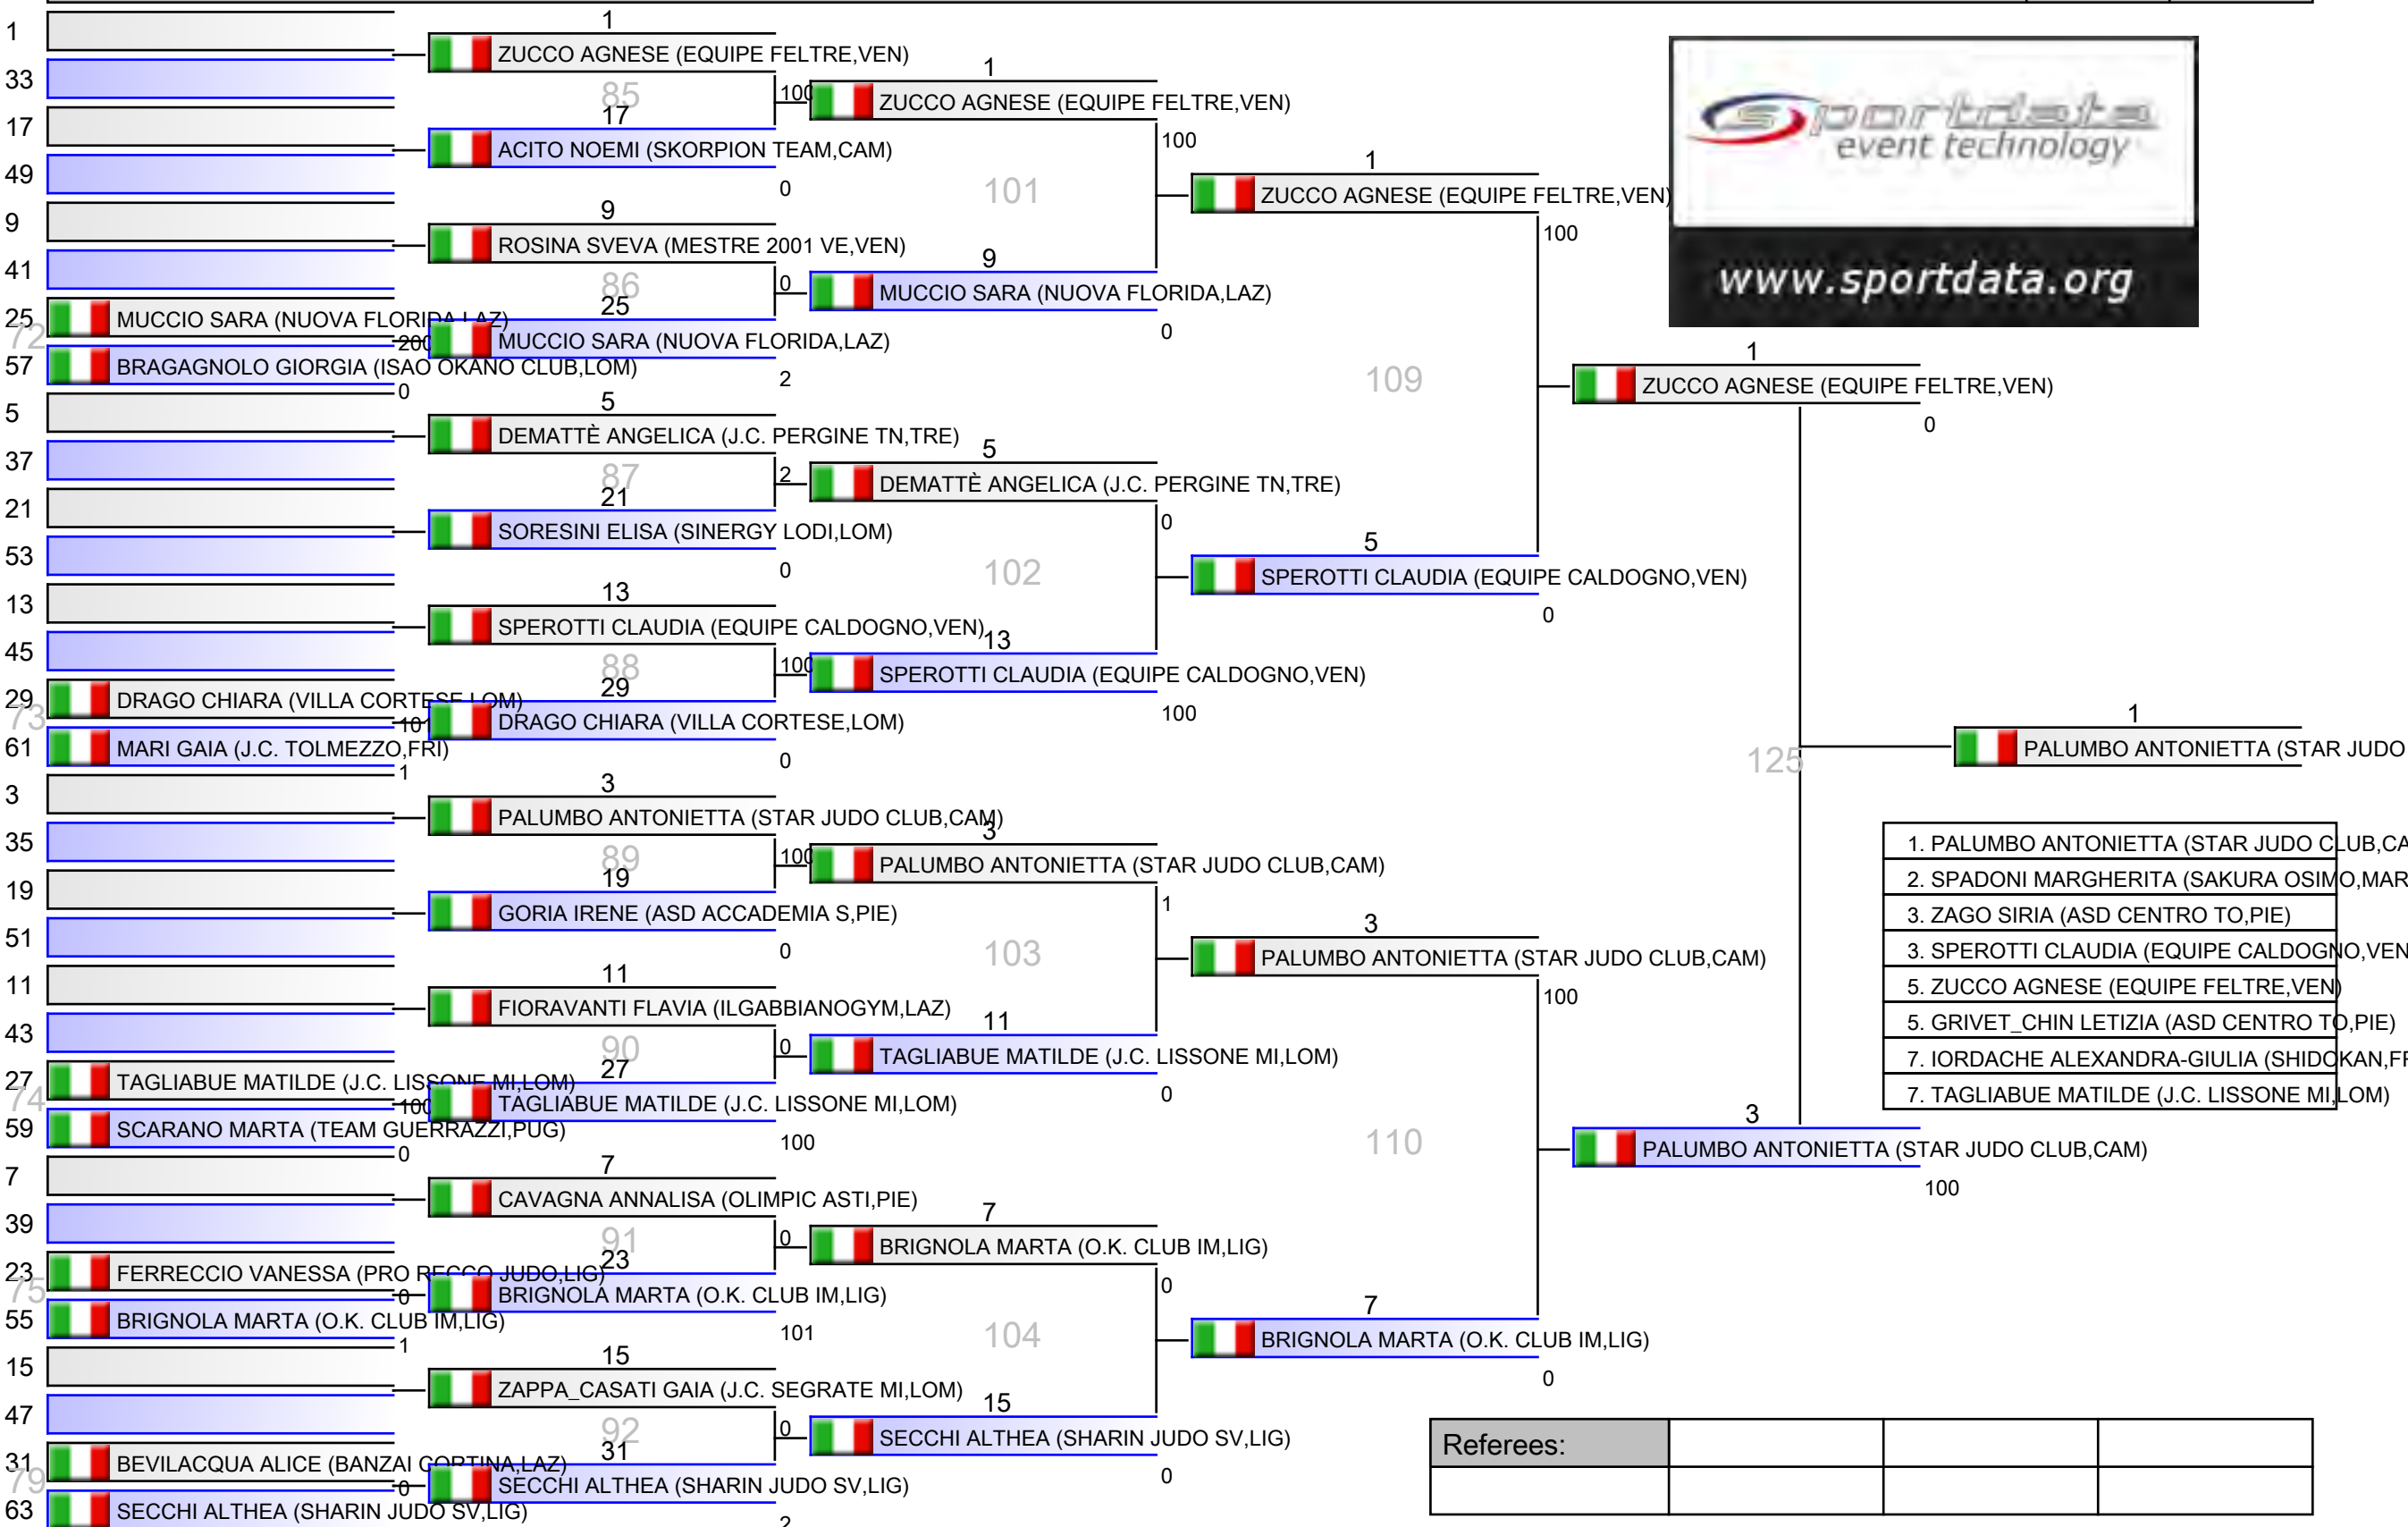 1
33
17
49
9
41
25 MUCCIO SARA (NUOVA FLORIDA,LAZ)
72
200
57 BRAGAGNOLO GIORGIA (ISAO OKANO CLUB,LOM)
0
5
37
21
53
13
45
29 DRAGO CHIARA (VILLA CORTESE,LOM)
73
101
61 MARI GAIA (J.C. TOLMEZZO,FRI)
1
3
35
19
51
11
43
27 TAGLIABUE MATILDE (J.C. LISSONE MI,LOM)
74
100
59 SCARANO MARTA (TEAM GUERRAZZI,PUG)
0
7
39
23 FERRECCIO VANESSA (PRO RECCO JUDO,LIG)
75
0
55 BRIGNOLA MARTA (O.K. CLUB IM,LIG)
1
15
47
31 BEVILACQUA ALICE (BANZAI CORTINA,LAZ)
79
0
63 SECCHI ALTHEA (SHARIN JUDO SV,LIG)
1
ZUCCO AGNESE (EQUIPE FELTRE,VEN)
85
100
17
ACITO NOEMI (SKORPION TEAM,CAM)
0
9
ROSINA SVEVA (MESTRE 2001 VE,VEN)
86
0
25
MUCCIO SARA (NUOVA FLORIDA,LAZ)
2
5
DEMATTÈ ANGELICA (J.C. PERGINE TN,TRE)
87
2
21
SORESINI ELISA (SINERGY LODI,LOM)
0
13
SPEROTTI CLAUDIA (EQUIPE CALDOGNO,VEN)
88
100
29
DRAGO CHIARA (VILLA CORTESE,LOM)
0
3
PALUMBO ANTONIETTA (STAR JUDO CLUB,CAM)
89
100
19
GORIA IRENE (ASD ACCADEMIA S,PIE)
0
11
FIORAVANTI FLAVIA (ILGABBIANOGYM,LAZ)
90
0
27
TAGLIABUE MATILDE (J.C. LISSONE MI,LOM)
100
7
CAVAGNA ANNALISA (OLIMPIC ASTI,PIE)
91
0
23
BRIGNOLA MARTA (O.K. CLUB IM,LIG)
101
15
ZAPPA_CASATI GAIA (J.C. SEGRATE MI,LOM)
92
0
31
SECCHI ALTHEA (SHARIN JUDO SV,LIG)
2
1
ZUCCO AGNESE (EQUIPE FELTRE,VEN)
100
101
9
MUCCIO SARA (NUOVA FLORIDA,LAZ)
0
5
DEMATTÈ ANGELICA (J.C. PERGINE TN,TRE)
0
102
13
SPEROTTI CLAUDIA (EQUIPE CALDOGNO,VEN)
100
3
PALUMBO ANTONIETTA (STAR JUDO CLUB,CAM)
1
103
11
TAGLIABUE MATILDE (J.C. LISSONE MI,LOM)
0
7
BRIGNOLA MARTA (O.K. CLUB IM,LIG)
0
104
15
SECCHI ALTHEA (SHARIN JUDO SV,LIG)
0
1
ZUCCO AGNESE (EQUIPE FELTRE,VEN)
100
109
5
SPEROTTI CLAUDIA (EQUIPE CALDOGNO,VEN)
0
3
PALUMBO ANTONIETTA (STAR JUDO CLUB,CAM)
100
110
7
BRIGNOLA MARTA (O.K. CLUB IM,LIG)
0
sportdata
event technology
www.sportdata.org
1
ZUCCO AGNESE (EQUIPE FELTRE,VEN)
0
125
3
PALUMBO ANTONIETTA (STAR JUDO CLUB,CAM)
100
1
PALUMBO ANTONIETTA (STAR JUDO
1. PALUMBO ANTONIETTA (STAR JUDO CLUB,CA
2. SPADONI MARGHERITA (SAKURA OSIMO,MAR
3. ZAGO SIRIA (ASD CENTRO TO,PIE)
3. SPEROTTI CLAUDIA (EQUIPE CALDOGNO,VEN
5. ZUCCO AGNESE (EQUIPE FELTRE,VEN)
5. GRIVET_CHIN LETIZIA (ASD CENTRO TO,PIE)
7. IORDACHE ALEXANDRA-GIULIA (SHIDOKAN,FR
7. TAGLIABUE MATILDE (J.C. LISSONE MI,LOM)
Referees: